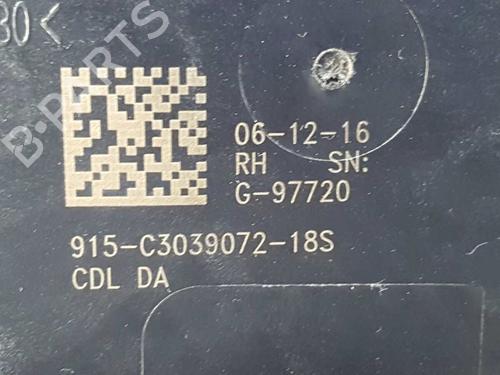 30<
B-PARTS
06-12-16
RH SN:
G-97720
915-C3039072-18S
CDL DA